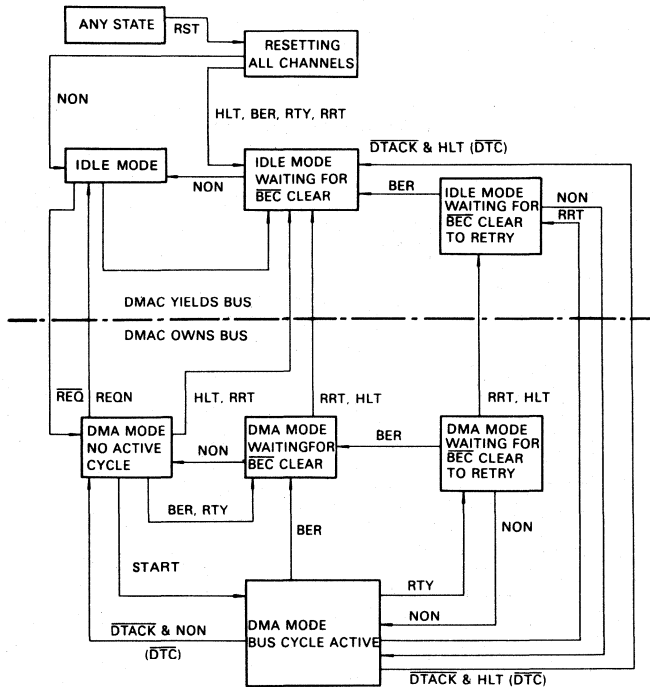 ANY STATE
RST
RESETTING
ALL CHANNELS
NON
HLT, BER, RTY, RRT
IDLE MODE
NON
IDLE MODE
WAITING FOR
BEC CLEAR
DTACK & HLT (DTC)
BER
IDLE MODE
WAITING FOR
BEC CLEAR
TO RETRY
NON
RRT
DMAC YIELDS BUS
DMAC OWNS BUS
REQ
REQN
HLT, RRT
RRT, HLT
RRT, HLT
DMA MODE
NO ACTIVE
CYCLE
NON
DMA MODE
WAITINGFOR
BEC CLEAR
BER
DMA MODE
WAITING FOR
BEC CLEAR
TO RETRY
BER, RTY
BER
NON
START
RTY
NON
DTACK & NON
(DTC)
DMA MODE
BUS CYCLE ACTIVE
DTACK & HLT (DTC)